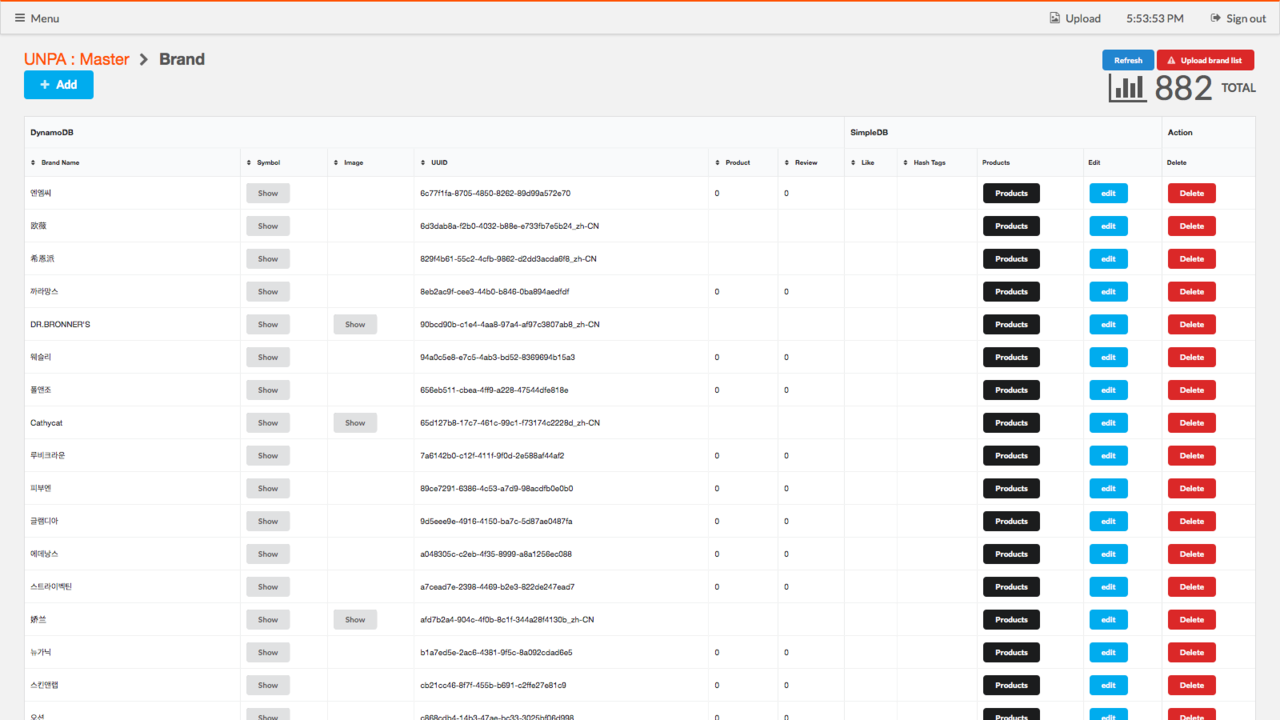 Menu Upload 5:53:53 PM Sign out
UNPA : Master Brand
Refresh Upload brand list
+ Add
882 TOTAL
DynamoDB SimpleDB Action
Brand Name Symbol Image UUID Product Review Like Hash Tags Products Edit Delete
엔엠씨 Show 6c77f1fa-8705-4850-8262-89d99a572e70 0 0 Products edit Delete
欧薇 Show 6d3dab8a-f2b0-4032-b88e-e733fb7e5b24_zh-CN Products edit Delete
希恩派 Show 829f4b61-55c2-4cfb-9862-d2dd3acda6f8_zh-CN Products edit Delete
까라망스 Show 8eb2ac9f-cee3-44b0-b846-0ba894aedfdf 0 0 Products edit Delete
DR.BRONNER'S Show Show 90bcd90b-c1e4-4aa8-97a4-af97c3807ab8_zh-CN Products edit Delete
웨슬리 Show 94a0c5e8-e7c5-4ab3-bd52-8369694b15a3 0 0 Products edit Delete
폴앤조 Show 656eb511-cbea-4ff9-a228-47544dfe818e 0 0 Products edit Delete
Cathycat Show Show 65d127b8-17c7-461c-99c1-f73174c2228d_zh-CN Products edit Delete
루비크라운 Show 7a6142b0-c12f-411f-9f0d-2e588af44af2 0 0 Products edit Delete
피부엔 Show 89ce7291-6386-4c53-a7d9-98acdfb0e0b0 0 0 Products edit Delete
글램디아 Show 9d5eee9e-4916-4150-ba7c-5d87ae0487fa 0 0 Products edit Delete
메데낭스 Show a048305c-c2eb-4f35-8999-a8a1256ec088 0 0 Products edit Delete
스트라이벡틴 Show a7cead7e-2398-4469-b2e3-822de247ead7 0 0 Products edit Delete
娇兰 Show Show afd7b2a4-904c-4f0b-8c1f-344a28f4130b_zh-CN Products edit Delete
뉴가닉 Show b1a7ed5e-2ac6-4381-9f5c-8a092cdad6e5 0 0 Products edit Delete
스킨앤랩 Show cb21cc46-8f7f-455b-b691-c2ffe27e81c9 0 0 Products edit Delete
오션 Show c868cdb4-14b3-47ae-bc33-3025bf06d998 0 0 Products edit Delete